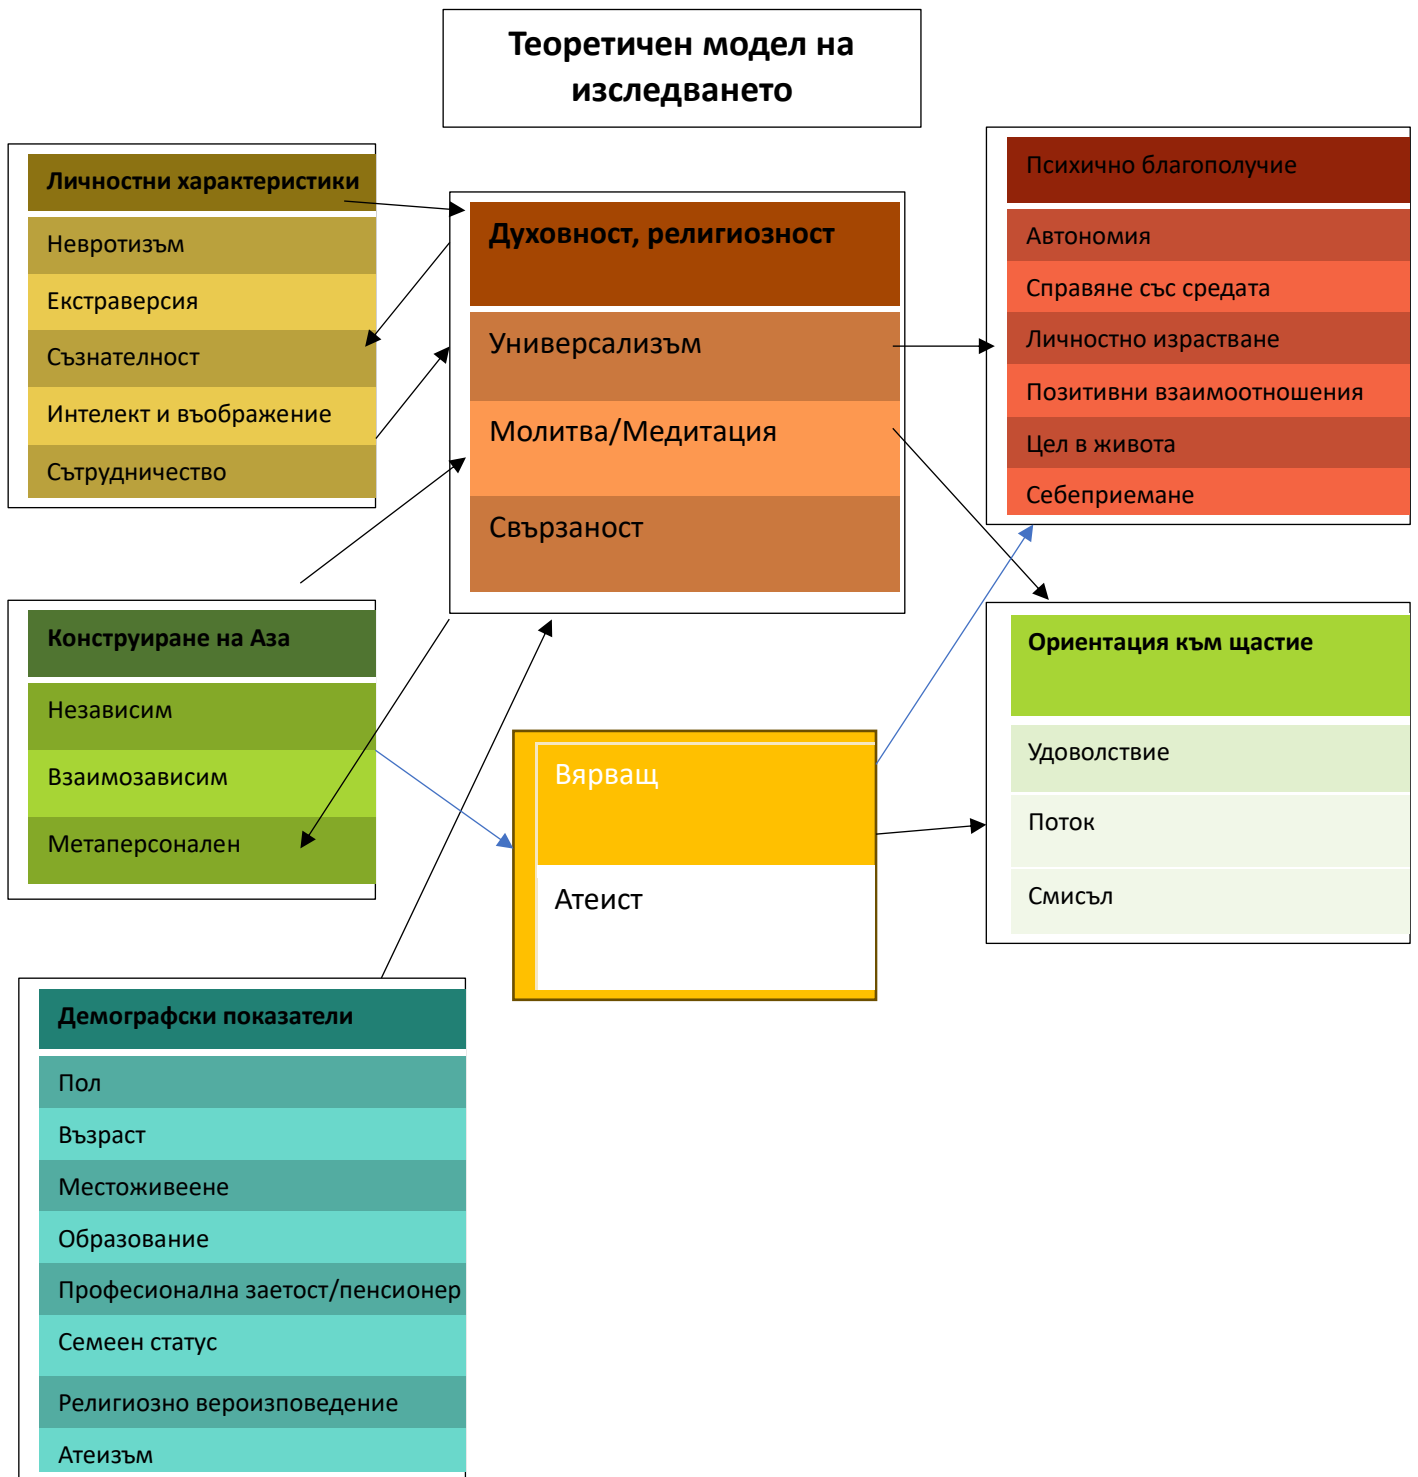 Теоретичен модел на
изследването
Личностни характеристики
Невротизъм
Екстраверсия
Съзнателност
Интелект и въображение
Сътрудничество
Духовност, религиозност
Универсализъм
Молитва/Медитация
Свързаност
Психично благополучие
Автономия
Справяне със средата
Личностно израстване
Позитивни взаимоотношения
Цел в живота
Себеприемане
Конструиране на Аза
Независим
Взаимозависим
Метаперсонален
Вярващ
Атеист
Ориентация към щастие
Удоволствие
Поток
Смисъл
Демографски показатели
Пол
Възраст
Местоживеене
Образование
Професионална заетост/пенсионер
Семеен статус
Религиозно вероизповедение
Атеизъм